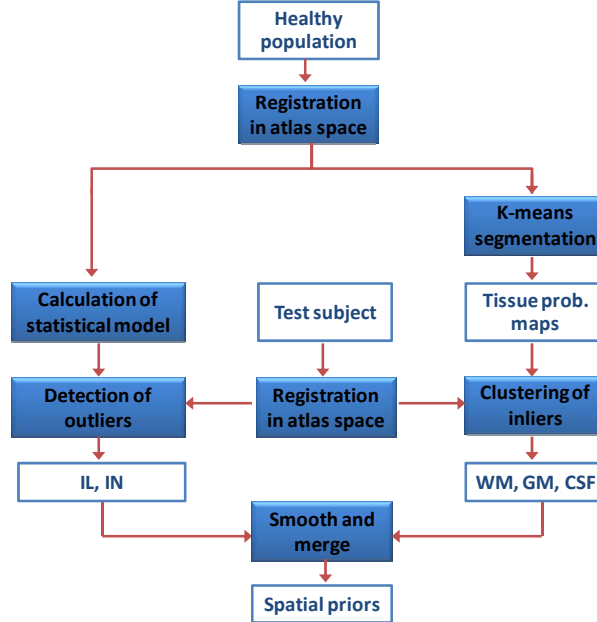 Healthy
population
Registration
in atlas space
K-means
segmentation
Calculation of
statistical model
Test subject
Tissue prob.
maps
Detection of
outliers
Registration
in atlas space
Clustering of
inliers
IL, IN
WM, GM, CSF
Smooth and
merge
Spatial priors